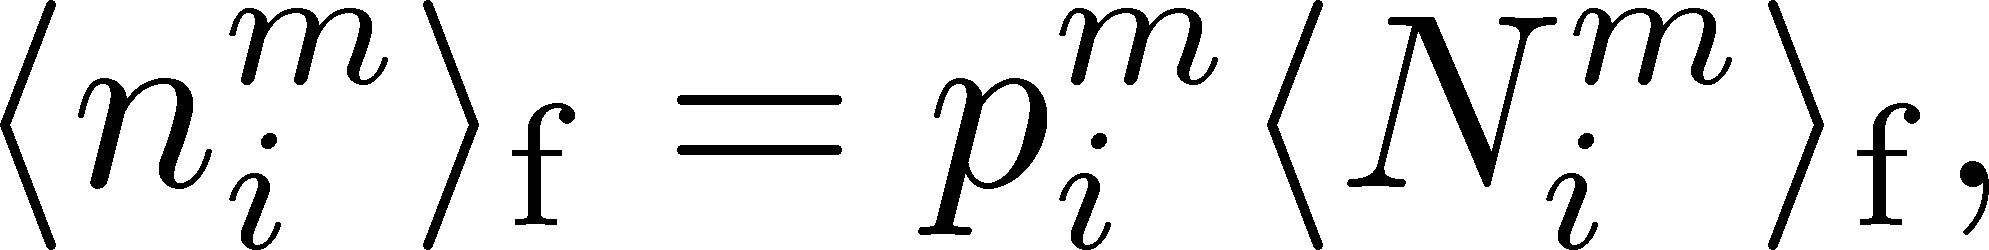 ⟨n_i^m⟩_f = p_i^m ⟨N_i^m⟩_f,